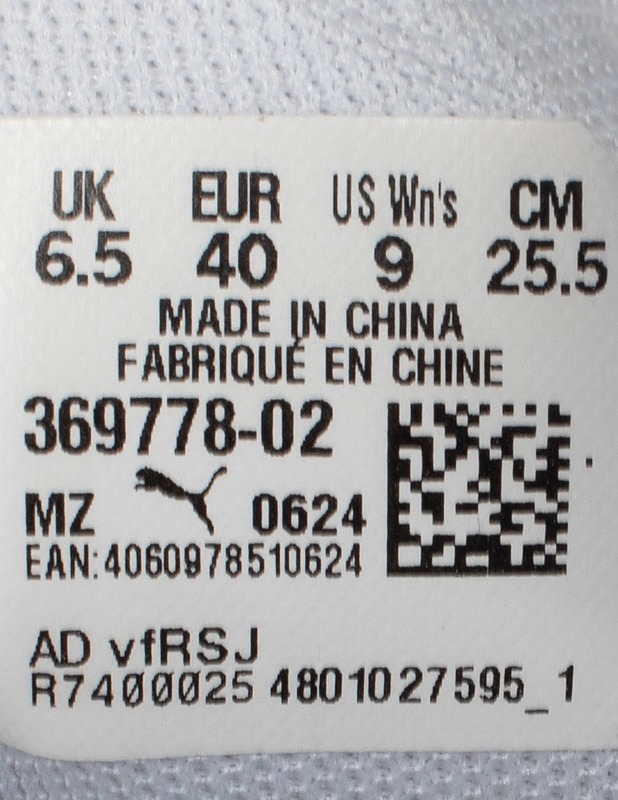 UK EUR US Wn's CM
6.5 40 9 25.5
MADE IN CHINA
FABRIQUÉ EN CHINE
369778-02
MZ 0624
EAN:4060978510624
AD vfRSJ
R7400025 4801027595_1